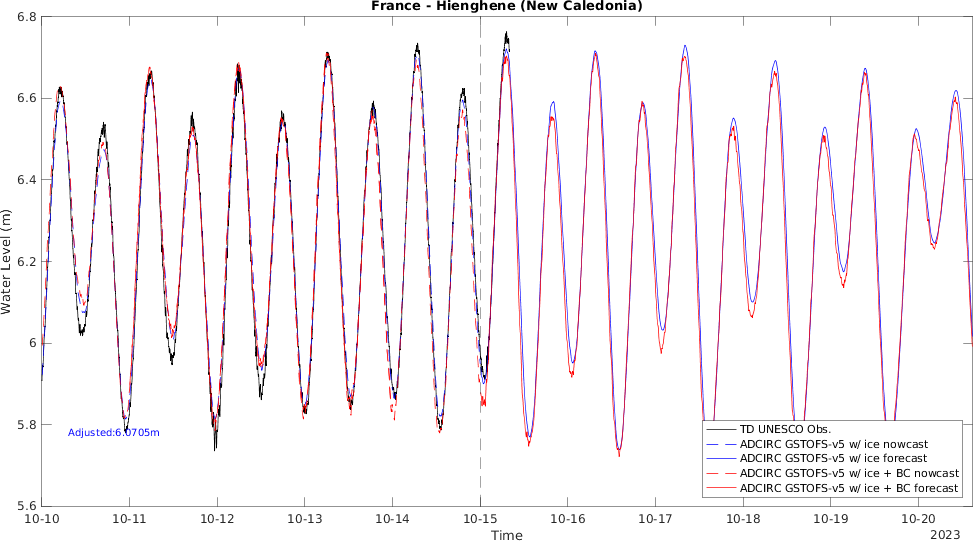 France - Hienghene (New Caledonia)
6.8
6.6
6.4
6.2
6
5.8
5.6
Water Level (m)
Adjusted:6.0705m
TD UNESCO Obs.
ADCIRC GSTOFS-v5 w/ ice nowcast
ADCIRC GSTOFS-v5 w/ ice forecast
ADCIRC GSTOFS-v5 w/ ice + BC nowcast
ADCIRC GSTOFS-v5 w/ ice + BC forecast
10-10 10-11 10-12 10-13 10-14 10-15 10-16 10-17 10-18 10-19 10-20
Time
2023